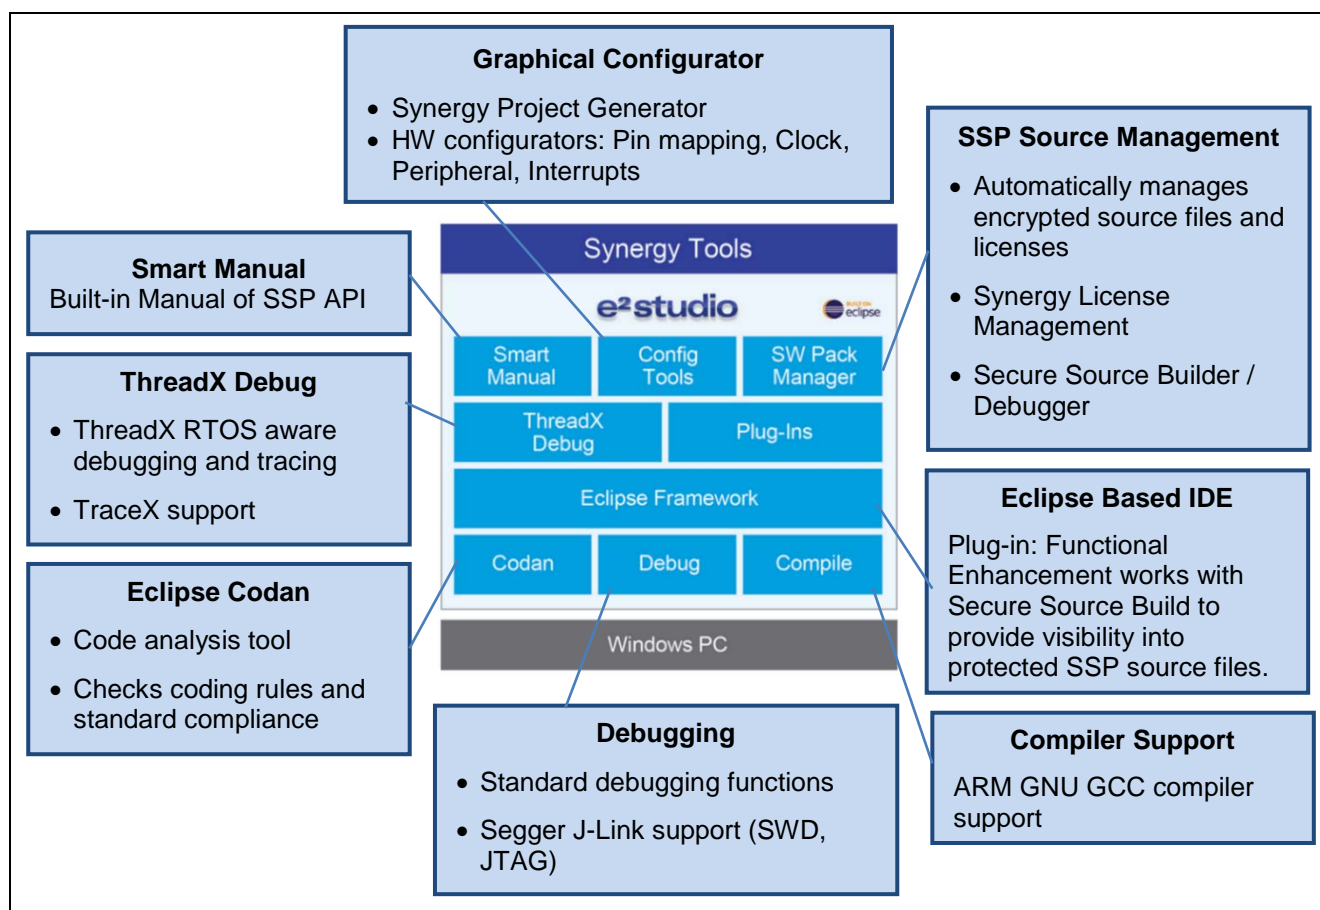 Graphical Configurator
• Synergy Project Generator
• HW configurators: Pin mapping, Clock,
Peripheral, Interrupts
SSP Source Management
• Automatically manages
encrypted source files and
licenses
• Synergy License
Management
• Secure Source Builder /
Debugger
Smart Manual
Built-in Manual of SSP API
ThreadX Debug
• ThreadX RTOS aware
debugging and tracing
• TraceX support
Eclipse Codan
• Code analysis tool
• Checks coding rules and
standard compliance
Synergy Tools
e² studio
BUILT ON
eclipse
Smart
Manual
Config
Tools
SW Pack
Manager
ThreadX
Debug
Plug-Ins
Eclipse Framework
Codan
Debug
Compile
Windows PC
Eclipse Based IDE
Plug-in: Functional
Enhancement works with
Secure Source Build to
provide visibility into
protected SSP source files.
Debugging
• Standard debugging functions
• Segger J-Link support (SWD,
JTAG)
Compiler Support
ARM GNU GCC compiler
support